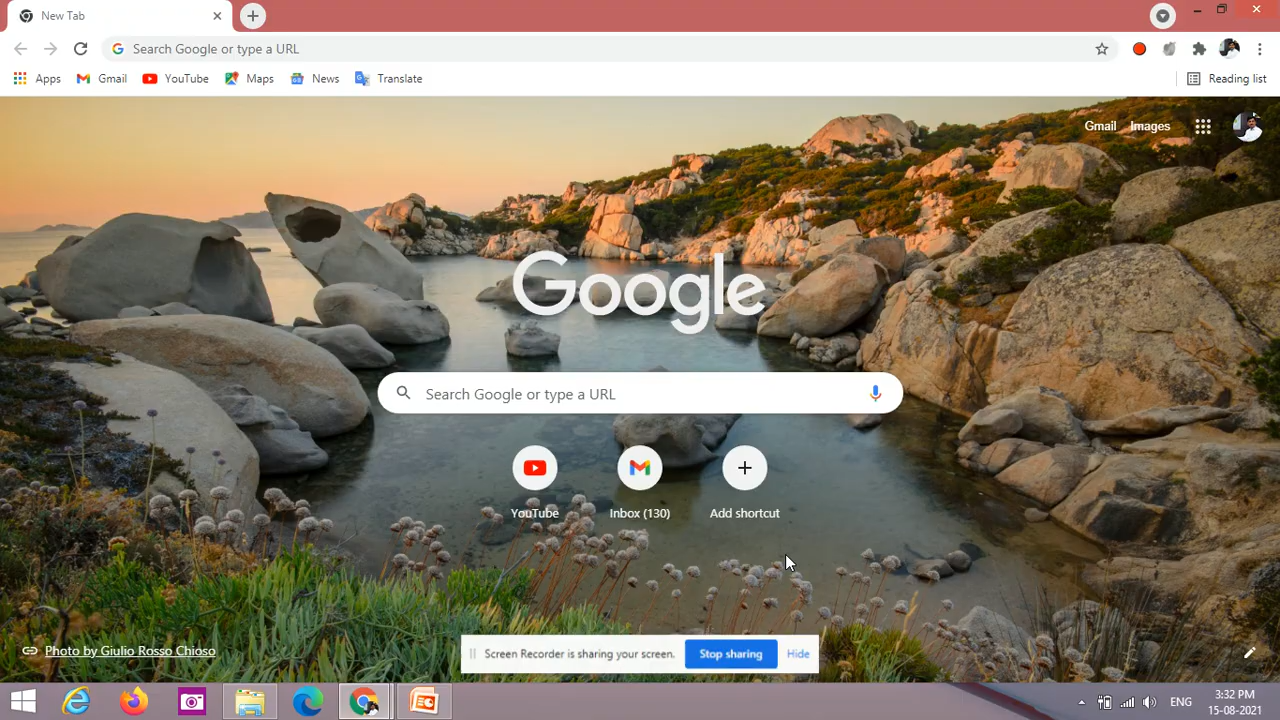 New Tab
Search Google or type a URL
Apps Gmail YouTube Maps News Translate Reading list
Gmail Images
Google
Search Google or type a URL
YouTube Inbox (130) Add shortcut
Screen Recorder is sharing your screen. Stop sharing Hide
Photo by Giulio Rosso Chioso
ENG 3:32 PM
15-08-2021